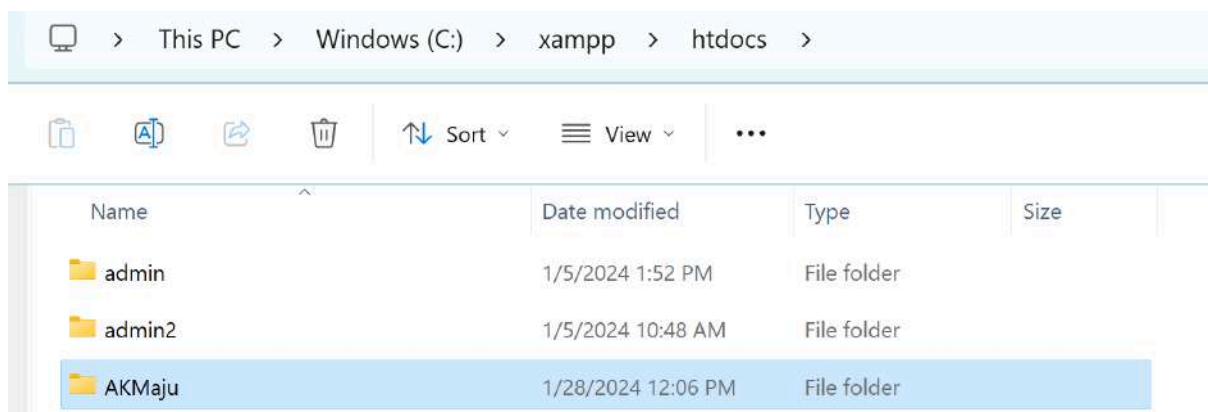 This PC > Windows (C:) > xampp > htdocs >
Sort View
Name Date modified Type Size
admin 1/5/2024 1:52 PM File folder
admin2 1/5/2024 10:48 AM File folder
AKMaju 1/28/2024 12:06 PM File folder